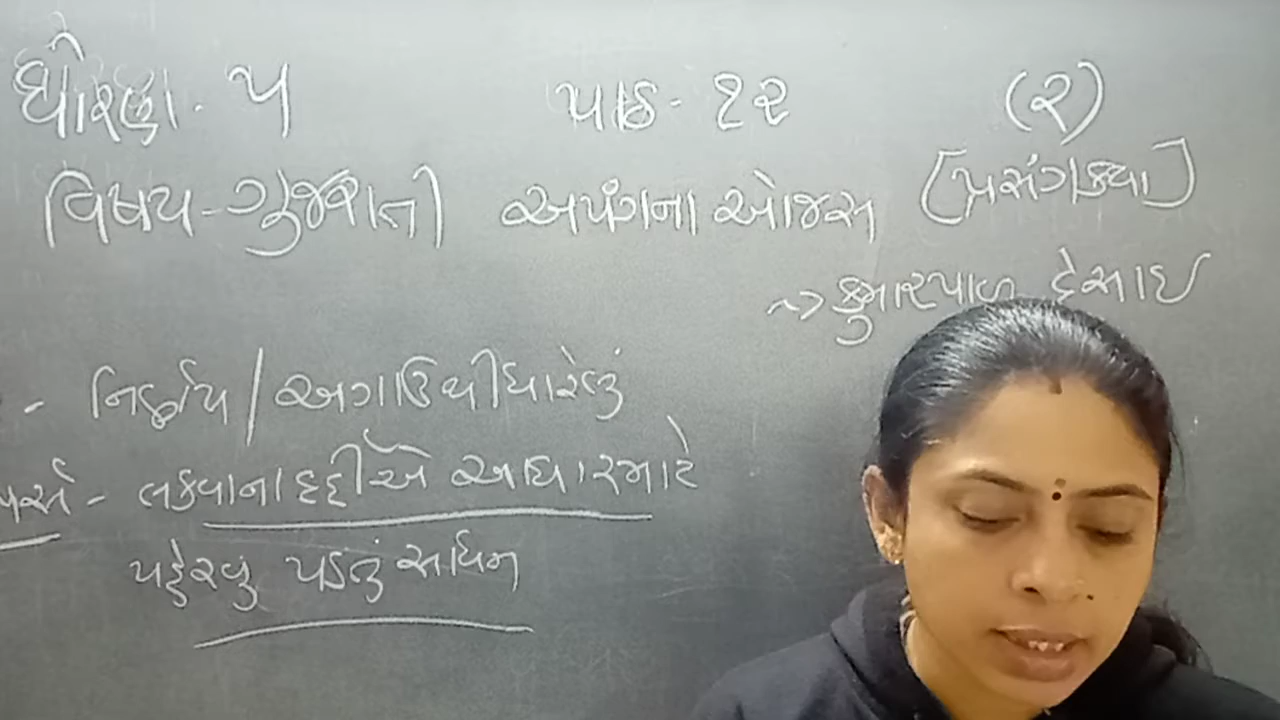 ધોરણ. ૫ પાઠ - ૧૨ (૨)
વિષય - ગુજરાતી અપંગના ઓજસ [પ્રસંગકથા]
~> કુમારપાળ દેસાઈ
- નિર્ણય / અગાઉથી ધારેલું
- લકવાના દર્દીએ આધાર માટે
પહેરવું પડતું સાધન